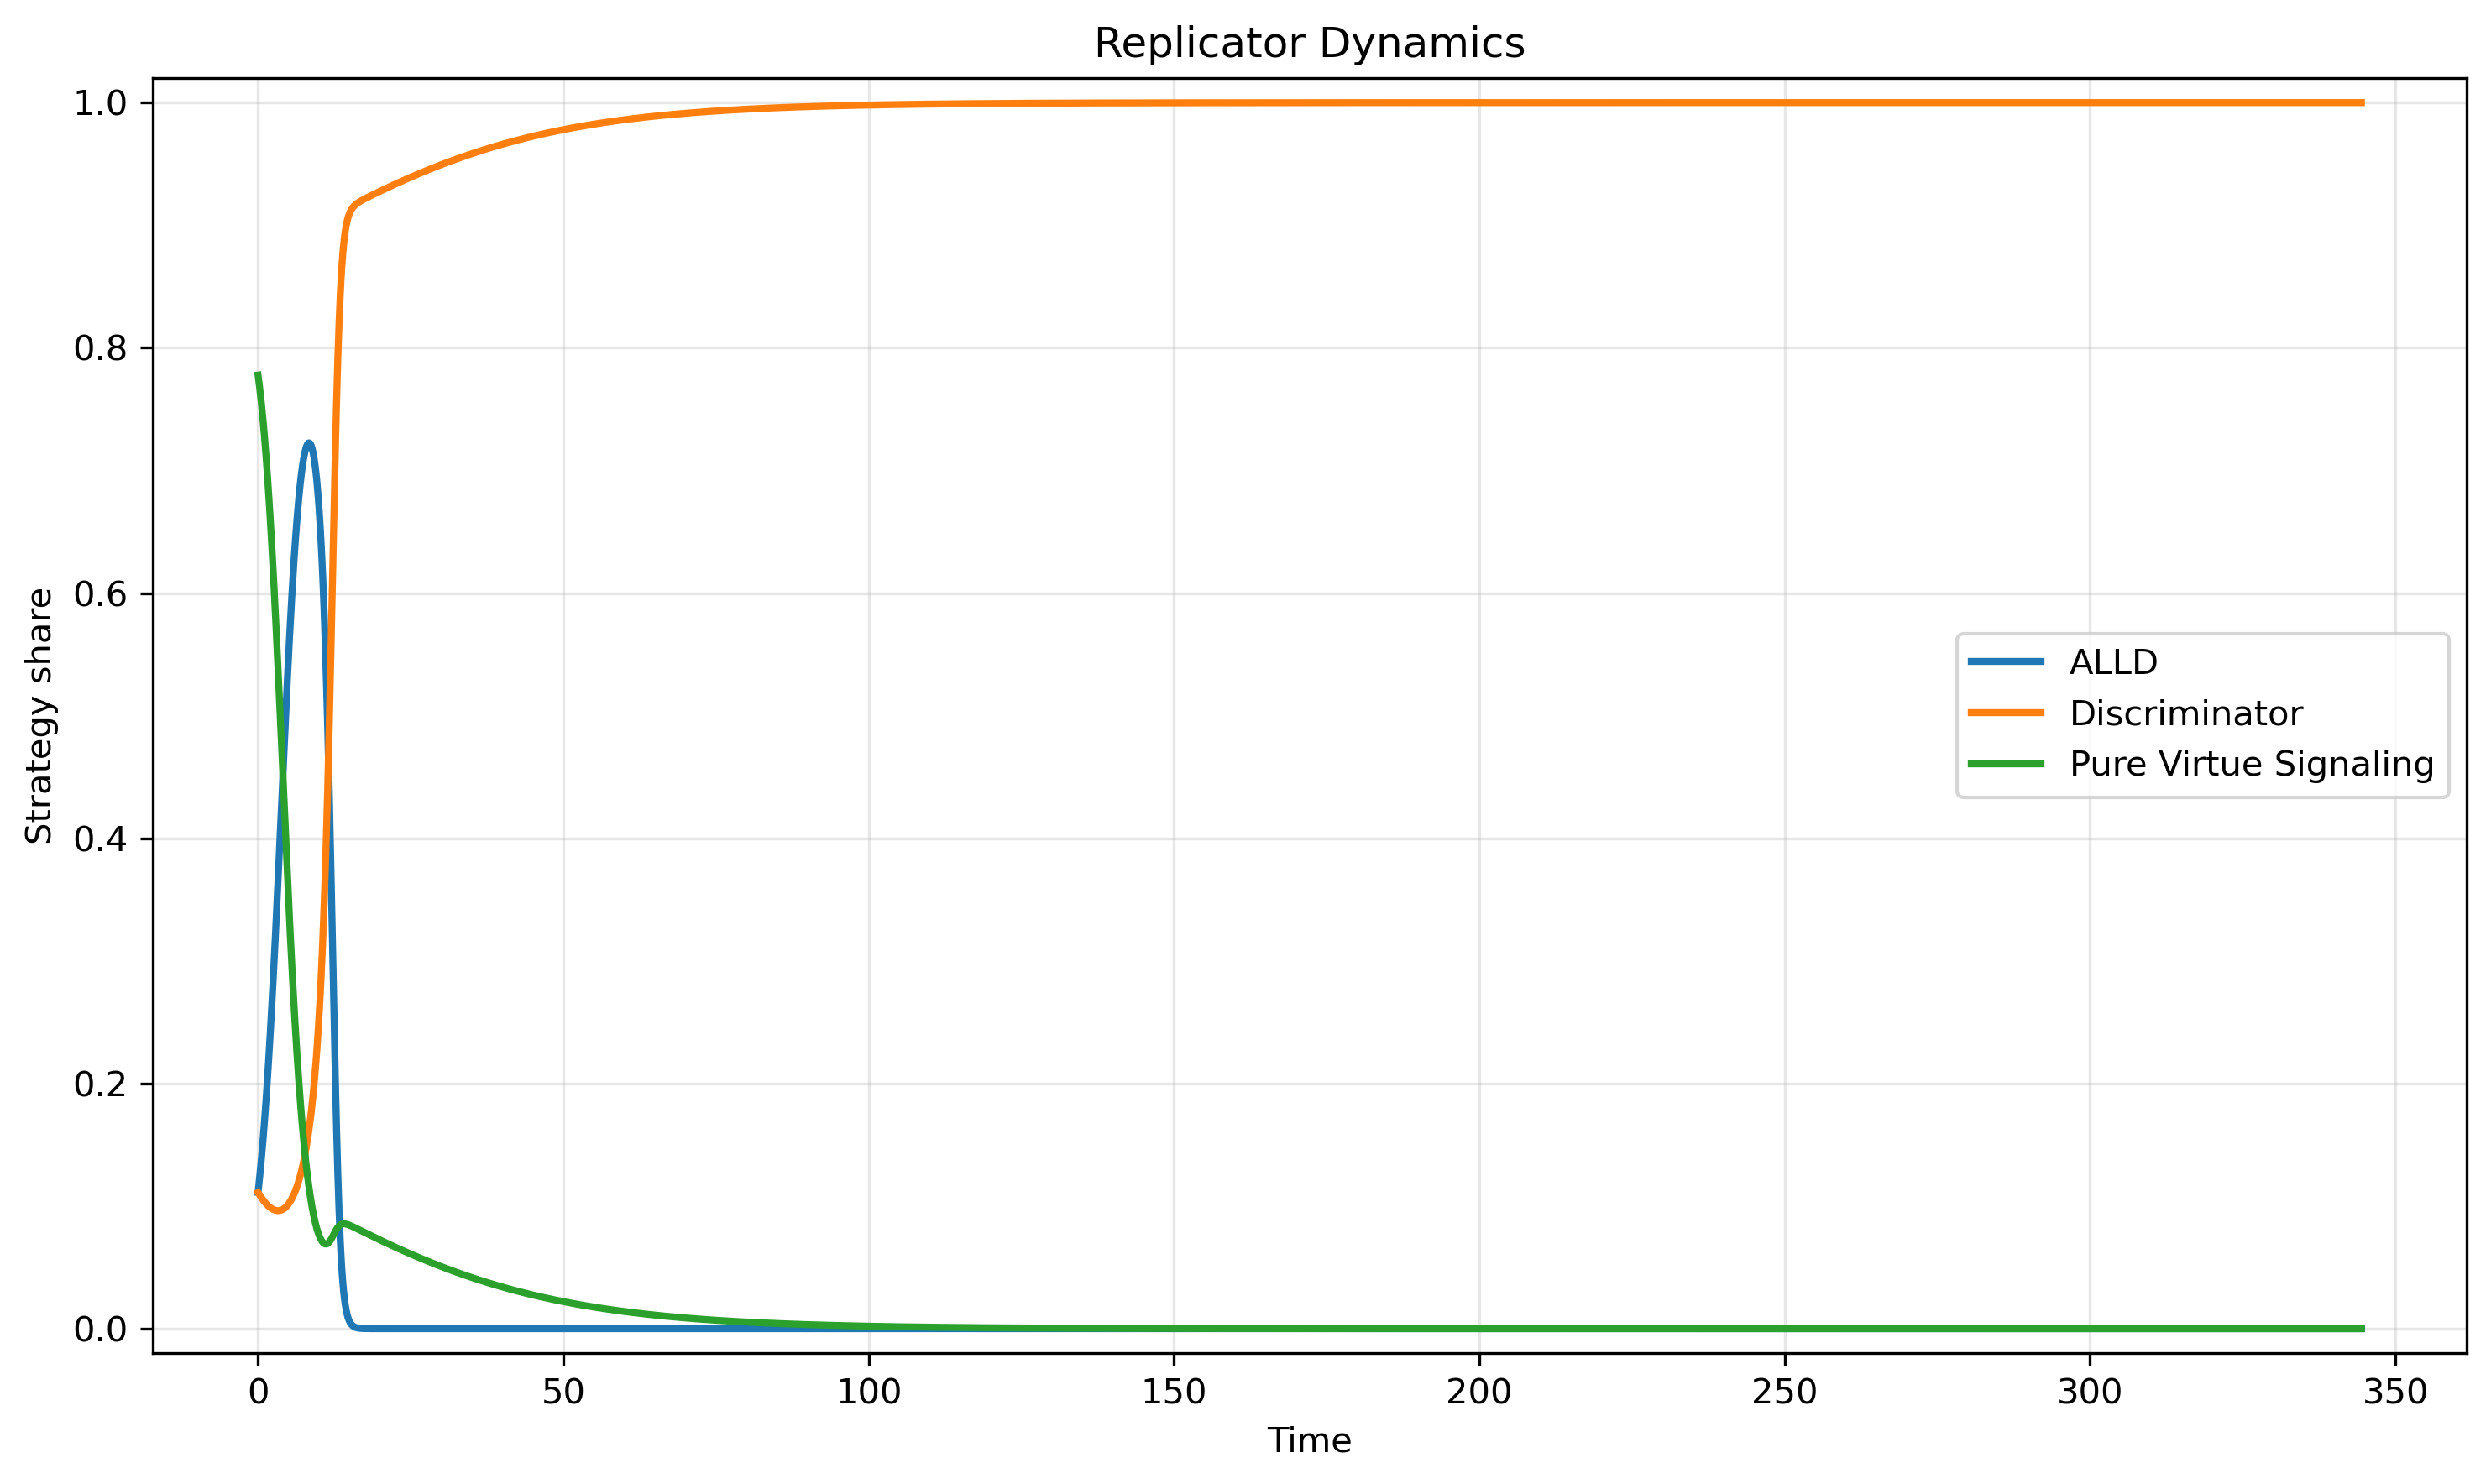 Replicator Dynamics
1.0
0.8
0.6
0.4
0.2
0.0
Strategy share
ALLD
Discriminator
Pure Virtue Signaling
0 50 100 150 200 250 300 350
Time